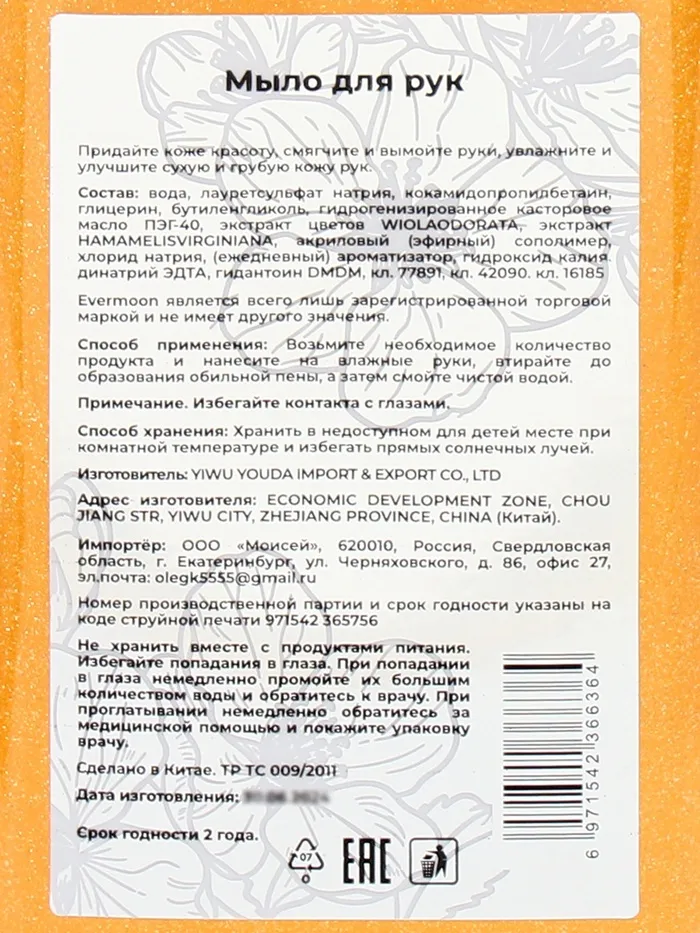 Мыло для рук
Придайте коже красоту, смягчите и вымойте руки, увлажните и
улучшите сухую и грубую кожу рук.
Состав: вода, лауретсульфат натрия, кокамидопропилбетаин,
глицерин, бутиленгликоль, гидрогенизированное касторовое
масло ПЭГ-40, экстракт цветов WIOLAODORATA, экстракт
HAMAMELISVIRGINIANA, акриловый (эфирный) сополимер,
хлорид натрия, (ежедневный) ароматизатор, гидроксид калия.
динатрий ЭДТА, гидантоин DMDM, кл. 77891, кл. 42090. кл. 16185
Evermoon является всего лишь зарегистрированной торговой
маркой и не имеет другого значения.
Способ применения: Возьмите необходимое количество
продукта и нанесите на влажные руки, втирайте до
образования обильной пены, а затем смойте чистой водой.
Примечание. Избегайте контакта с глазами.
Способ хранения: Хранить в недоступном для детей месте при
комнатной температуре и избегать прямых солнечных лучей.
Изготовитель: YIWU YOUDA IMPORT & EXPORT CO., LTD
Адрес изготовителя: ECONOMIC DEVELOPMENT ZONE, CHOU
JIANG STR, YIWU CITY, ZHEJIANG PROVINCE, CHINA (Китай).
Импортёр: ООО «Моисей», 620010, Россия, Свердловская
область, г. Екатеринбург, ул. Черняховского, д. 86, офис 27,
эл.почта: olegk5555@gmail.ru
Номер производственной партии и срок годности указаны на
коде струйной печати 971542 365756
Не хранить вместе с продуктами питания.
Избегайте попадания в глаза. При попадании
в глаза немедленно промойте их большим
количеством воды и обратитесь к врачу. При
проглатывании немедленно обратитесь за
медицинской помощью и покажите упаковку
врачу.
Сделано в Китае. ТР ТС 009/2011
Дата изготовления:
Срок годности 2 года.
07
EAC
6 971542 366364